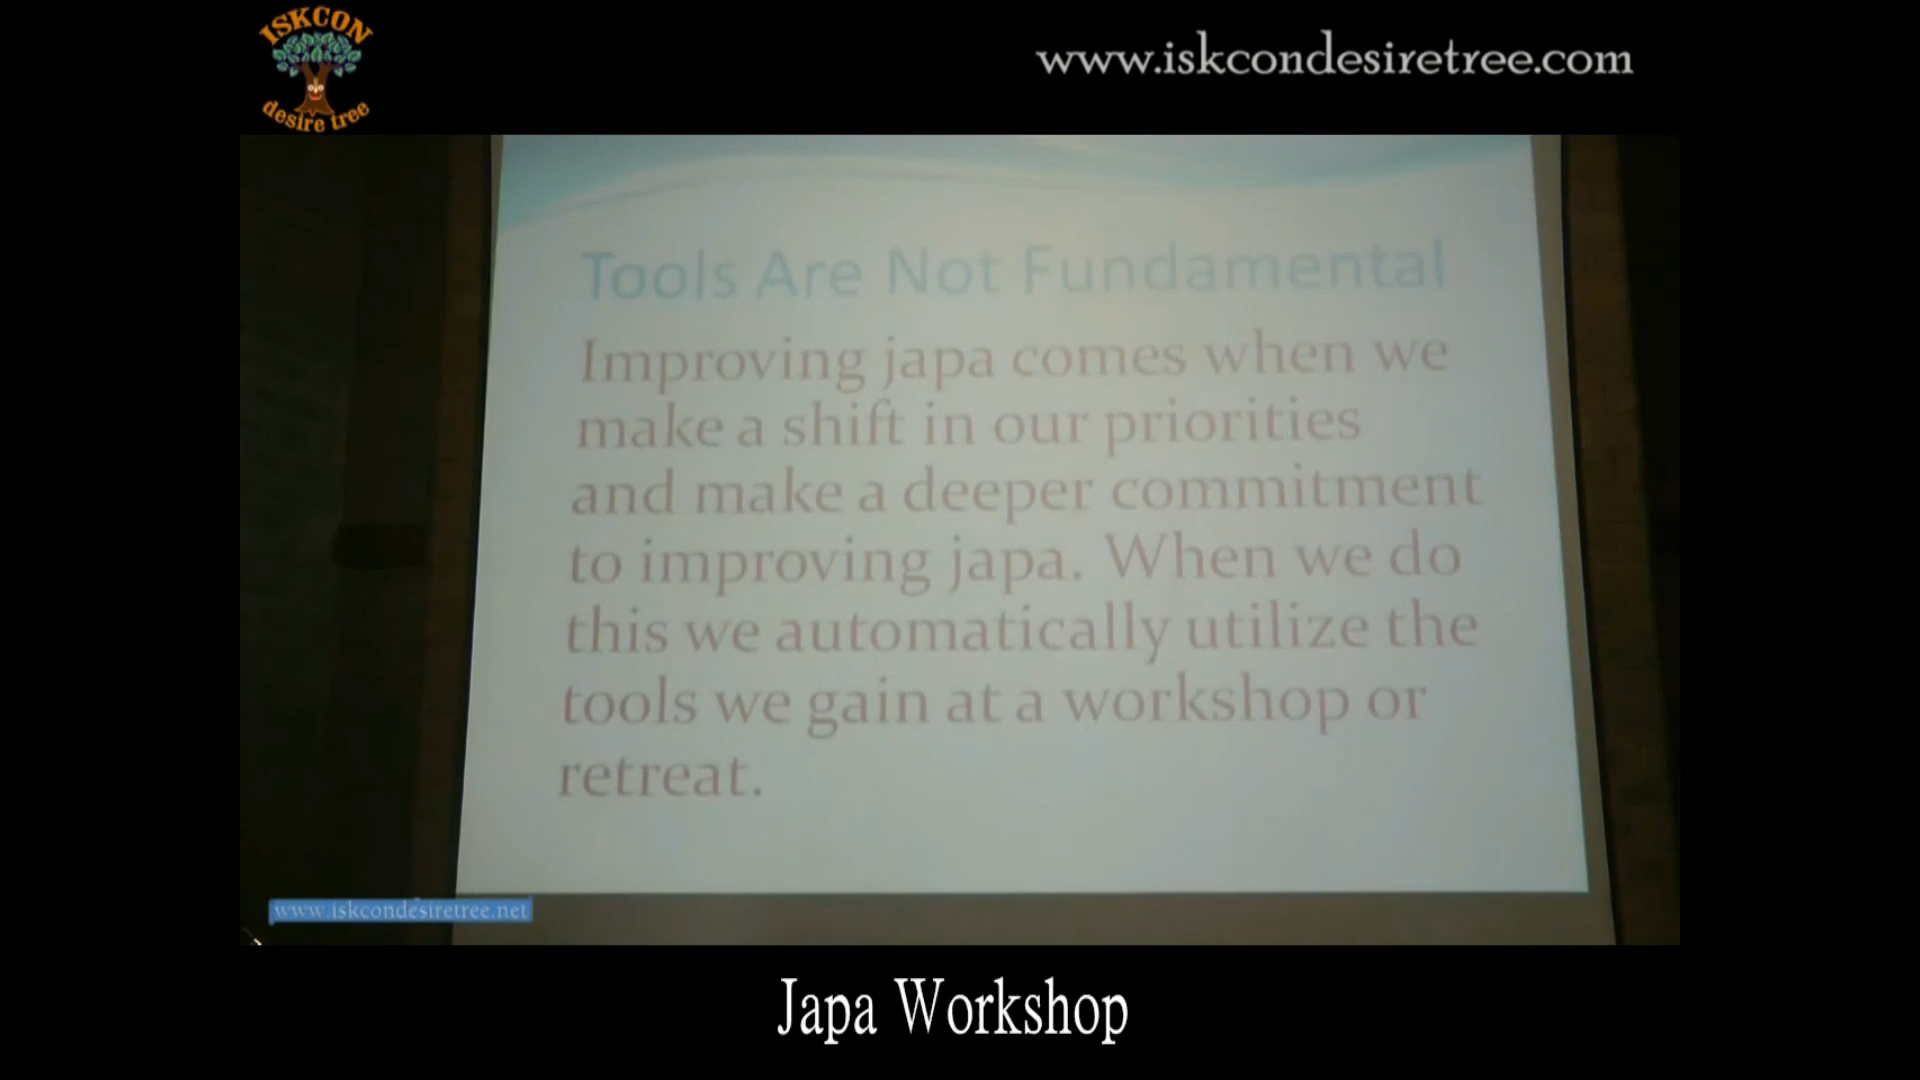 ISKCON
desire tree
www.iskcondesiretree.com
Tools Are Not Fundamental
Improving japa comes when we
make a shift in our priorities
and make a deeper commitment
to improving japa. When we do
this we automatically utilize the
tools we gain at a workshop or
retreat.
www.iskcondesiretree.net
Japa Workshop